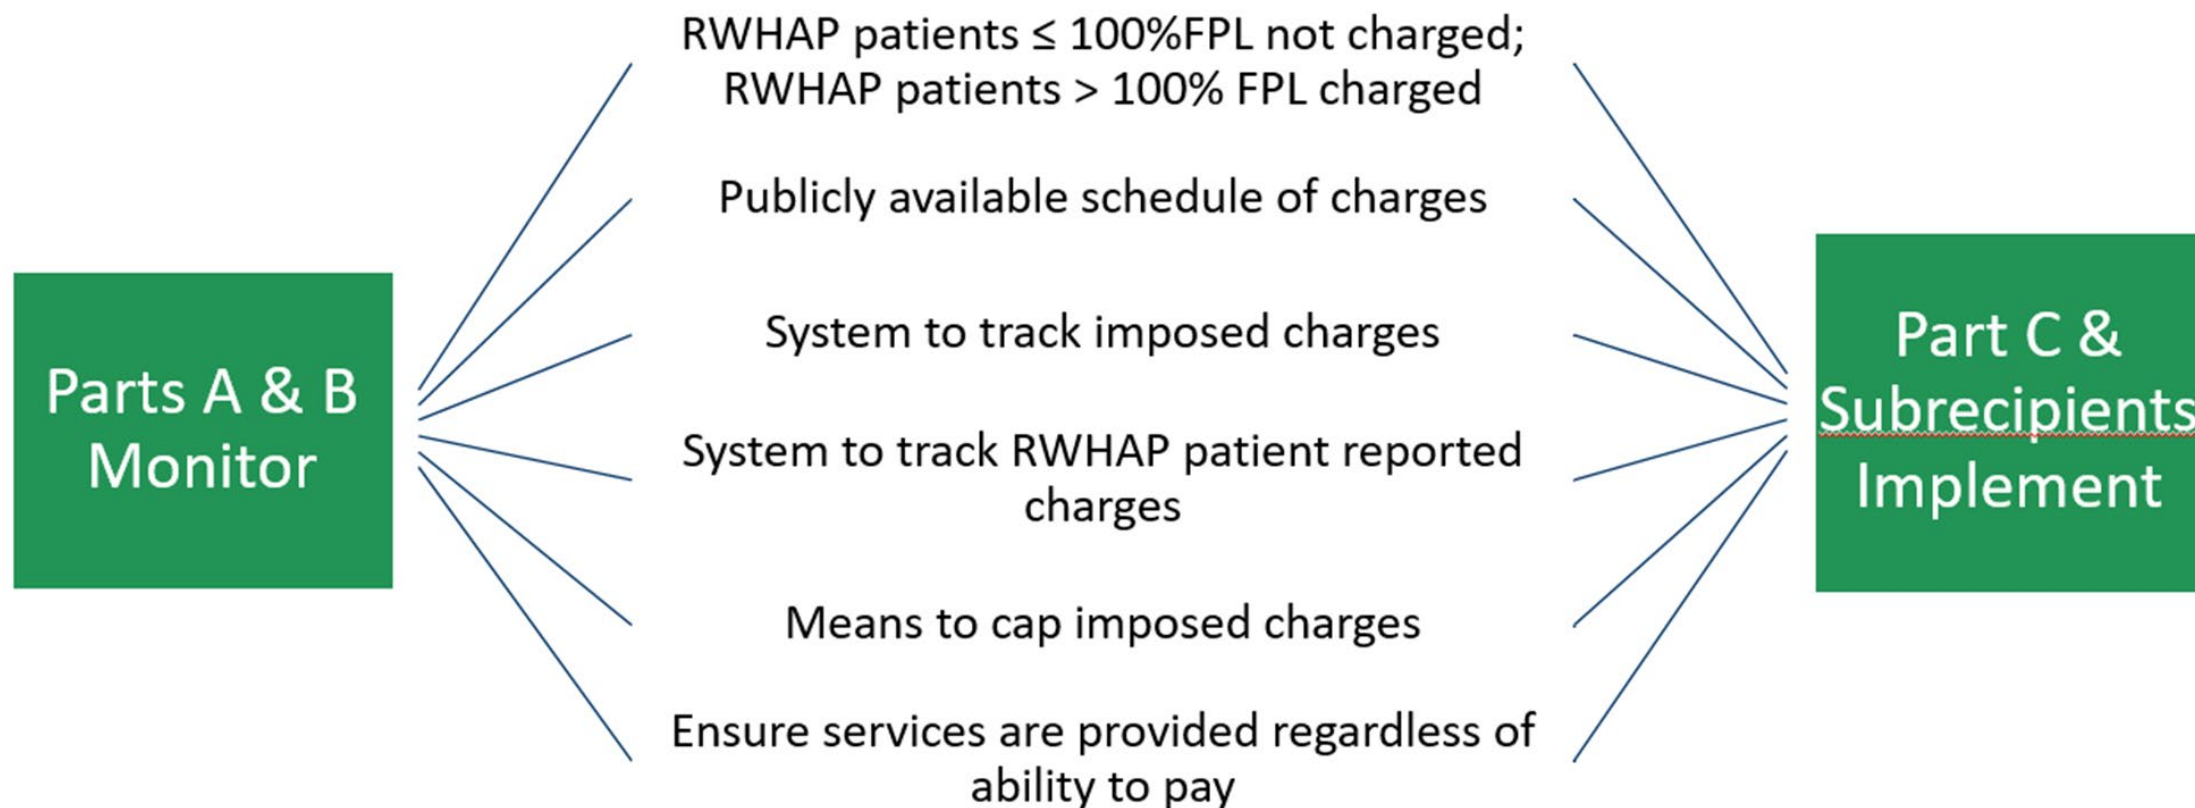 Parts A & B
Monitor
RWHAP patients ≤ 100%FPL not charged;
RWHAP patients > 100% FPL charged
Publicly available schedule of charges
System to track imposed charges
System to track RWHAP patient reported
charges
Means to cap imposed charges
Ensure services are provided regardless of
ability to pay
Part C &
Subrecipients
Implement